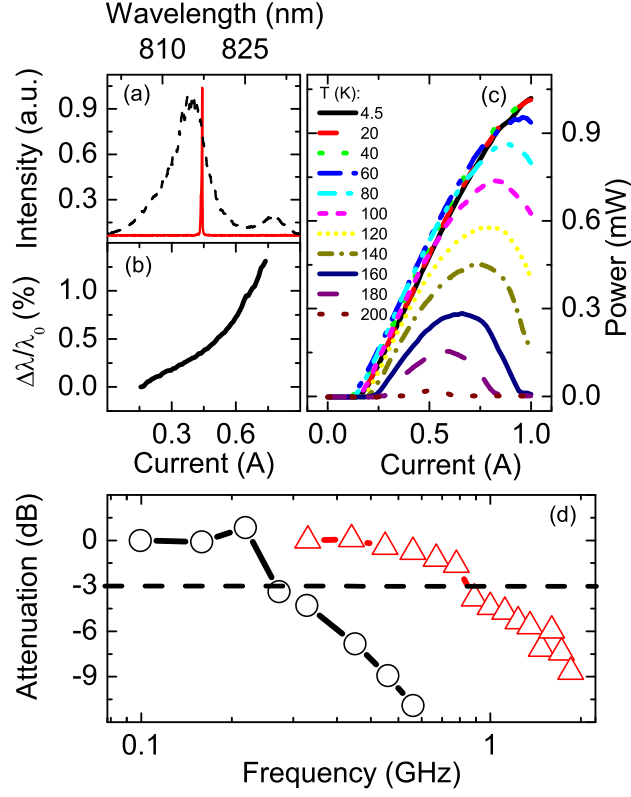 Wavelength (nm)
810 825
(a)
Intensity (a.u.)
0.9
0.6
0.3
(b)
Δλ/λ0 (%)
1.0
0.5
0.0
0.3 0.6
Current (A)
T (K):
4.5
20
40
60
80
100
120
140
160
180
200
(c)
0.9
0.6
0.3
0.0
Power (mW)
0.0 0.5 1.0
Current (A)
(d)
Attenuation (dB)
0
-3
-6
-9
0.1 1
Frequency (GHz)